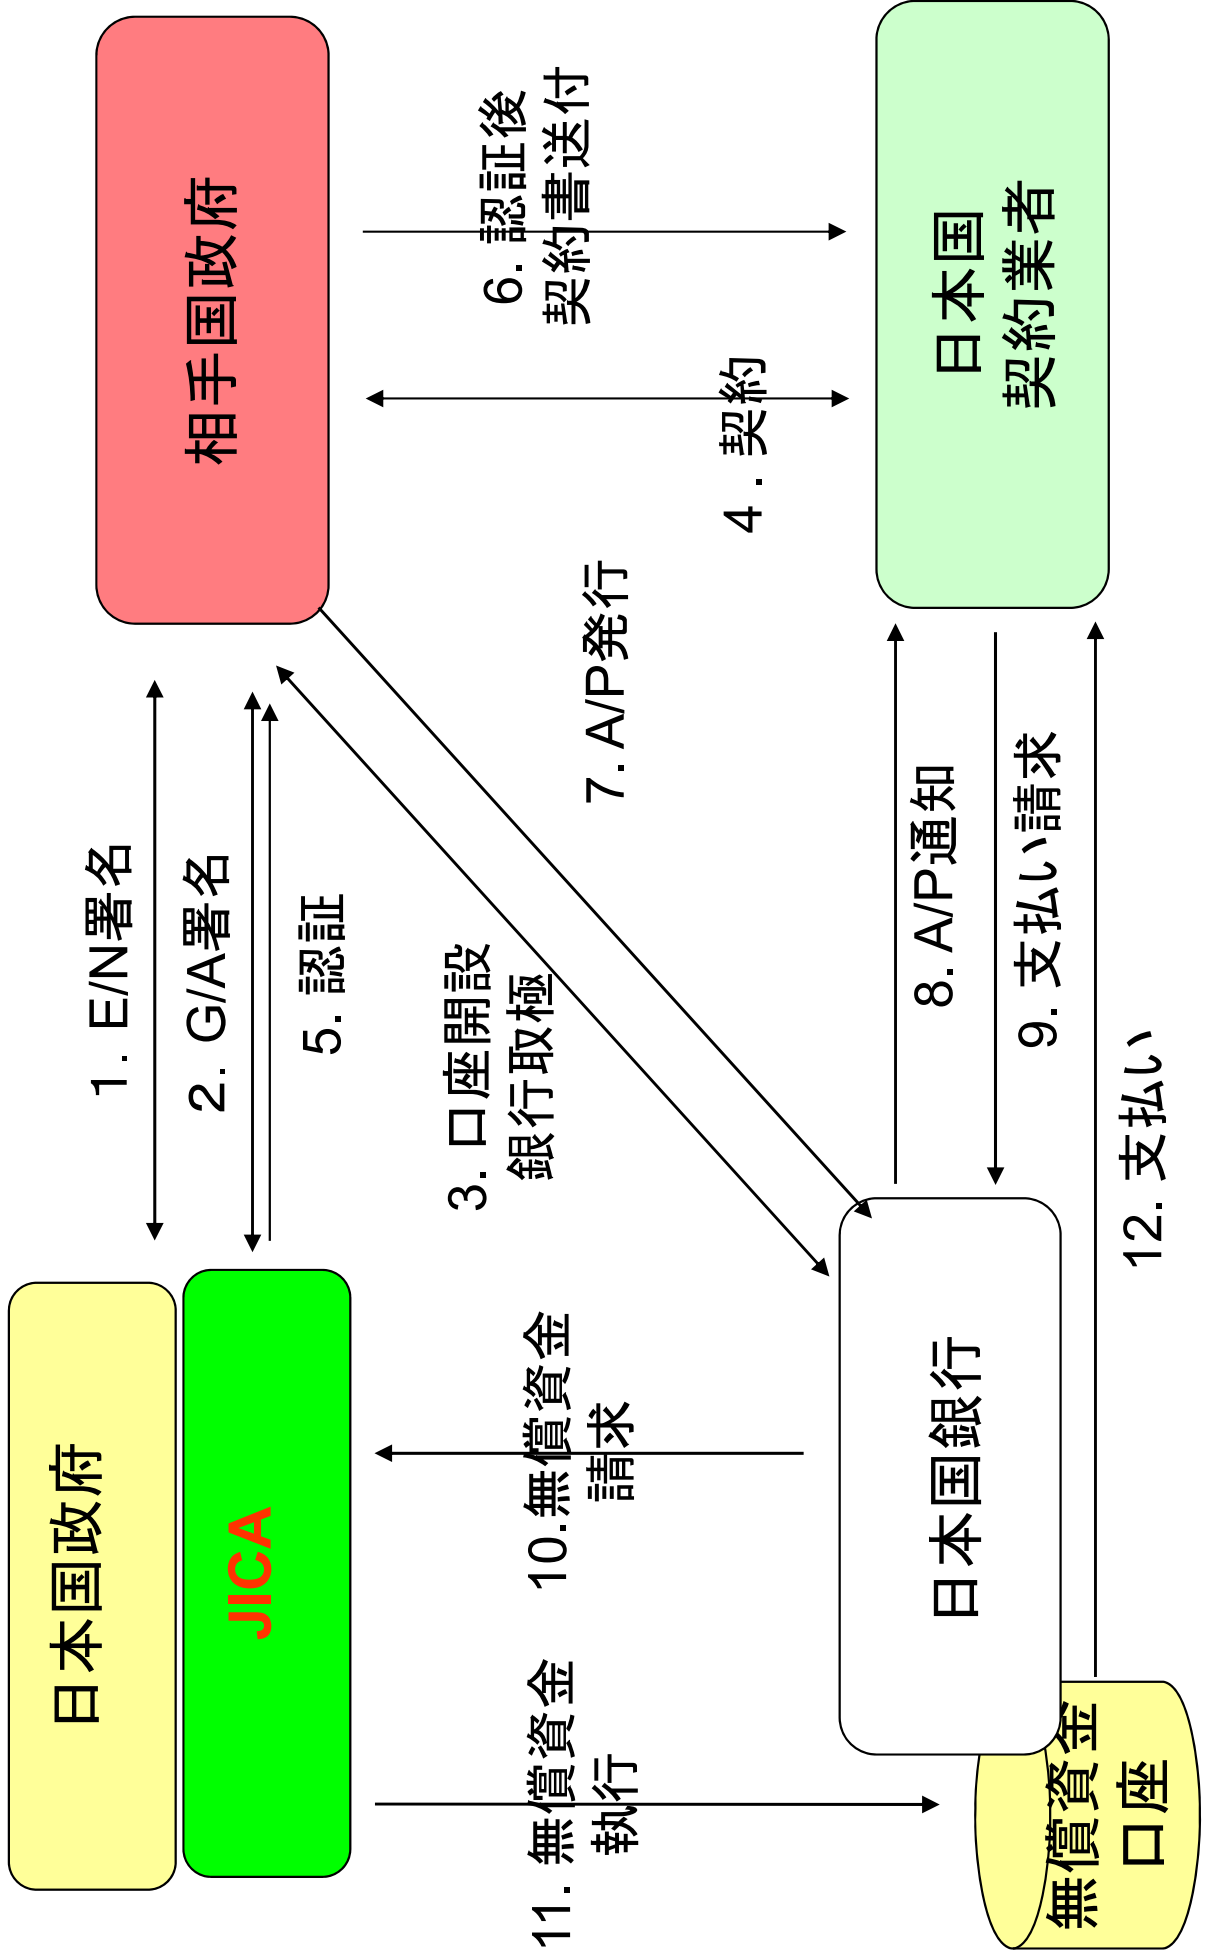 日本国政府
JICA
相手国政府
1. E/N署名
2. G/A署名
5. 認証
3. 口座開設
銀行取極
7. A/P発行
6. 認証後
契約書送付
4. 契約
11. 無償資金
執行
10.無償資金
請求
日本国銀行
無償資金
口座
8. A/P通知
9. 支払い請求
12. 支払い
日本国
契約業者